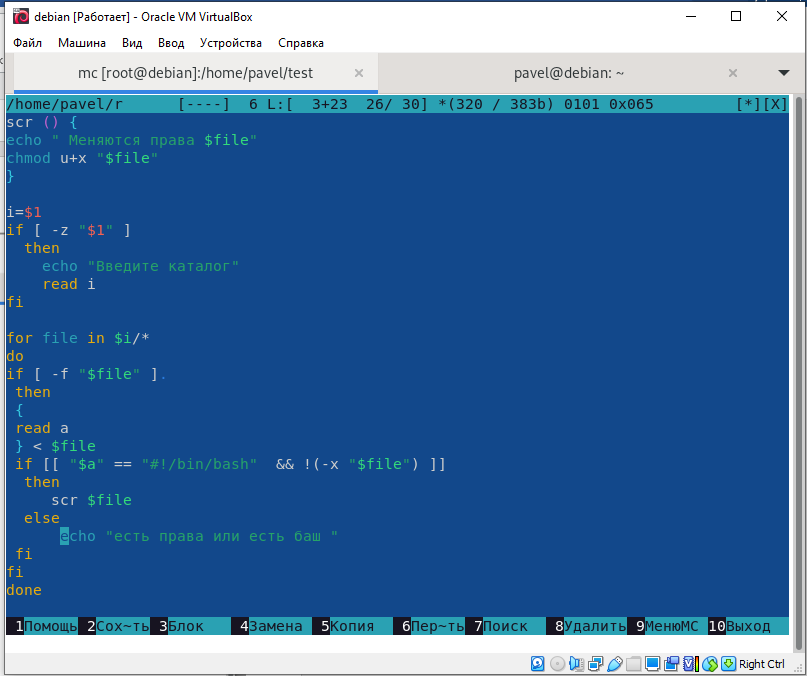 debian [Работает] - Oracle VM VirtualBox
Файл Машина Вид Ввод Устройства Справка
mc [root@debian]:/home/pavel/test × pavel@debian: ~ ×
/home/pavel/r [----] 6 L:[ 3+23 26/ 30] *(320 / 383b) 0101 0x065 [*][X]
scr () {
echo " Меняются права $file"
chmod u+x "$file"
}
i=$1
if [ -z "$1" ]
then
echo "Введите каталог"
read i
fi
for file in $i/*
do
if [ -f "$file" ].
then
{
read a
} < $file
if [[ "$a" == "#!/bin/bash" && !(-x "$file") ]]
then
scr $file
else
echo "есть права или есть баш "
fi
fi
done
1Помощь 2Сох~ть 3Блок 4Замена 5Копия 6Пер~ть 7Поиск 8Удалить 9МенюМС 10Выход
Right Ctrl